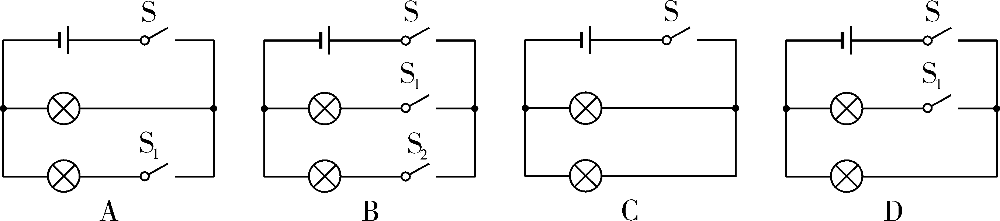 S S S S
S₁ S₁
S₁ S₂
A B C D